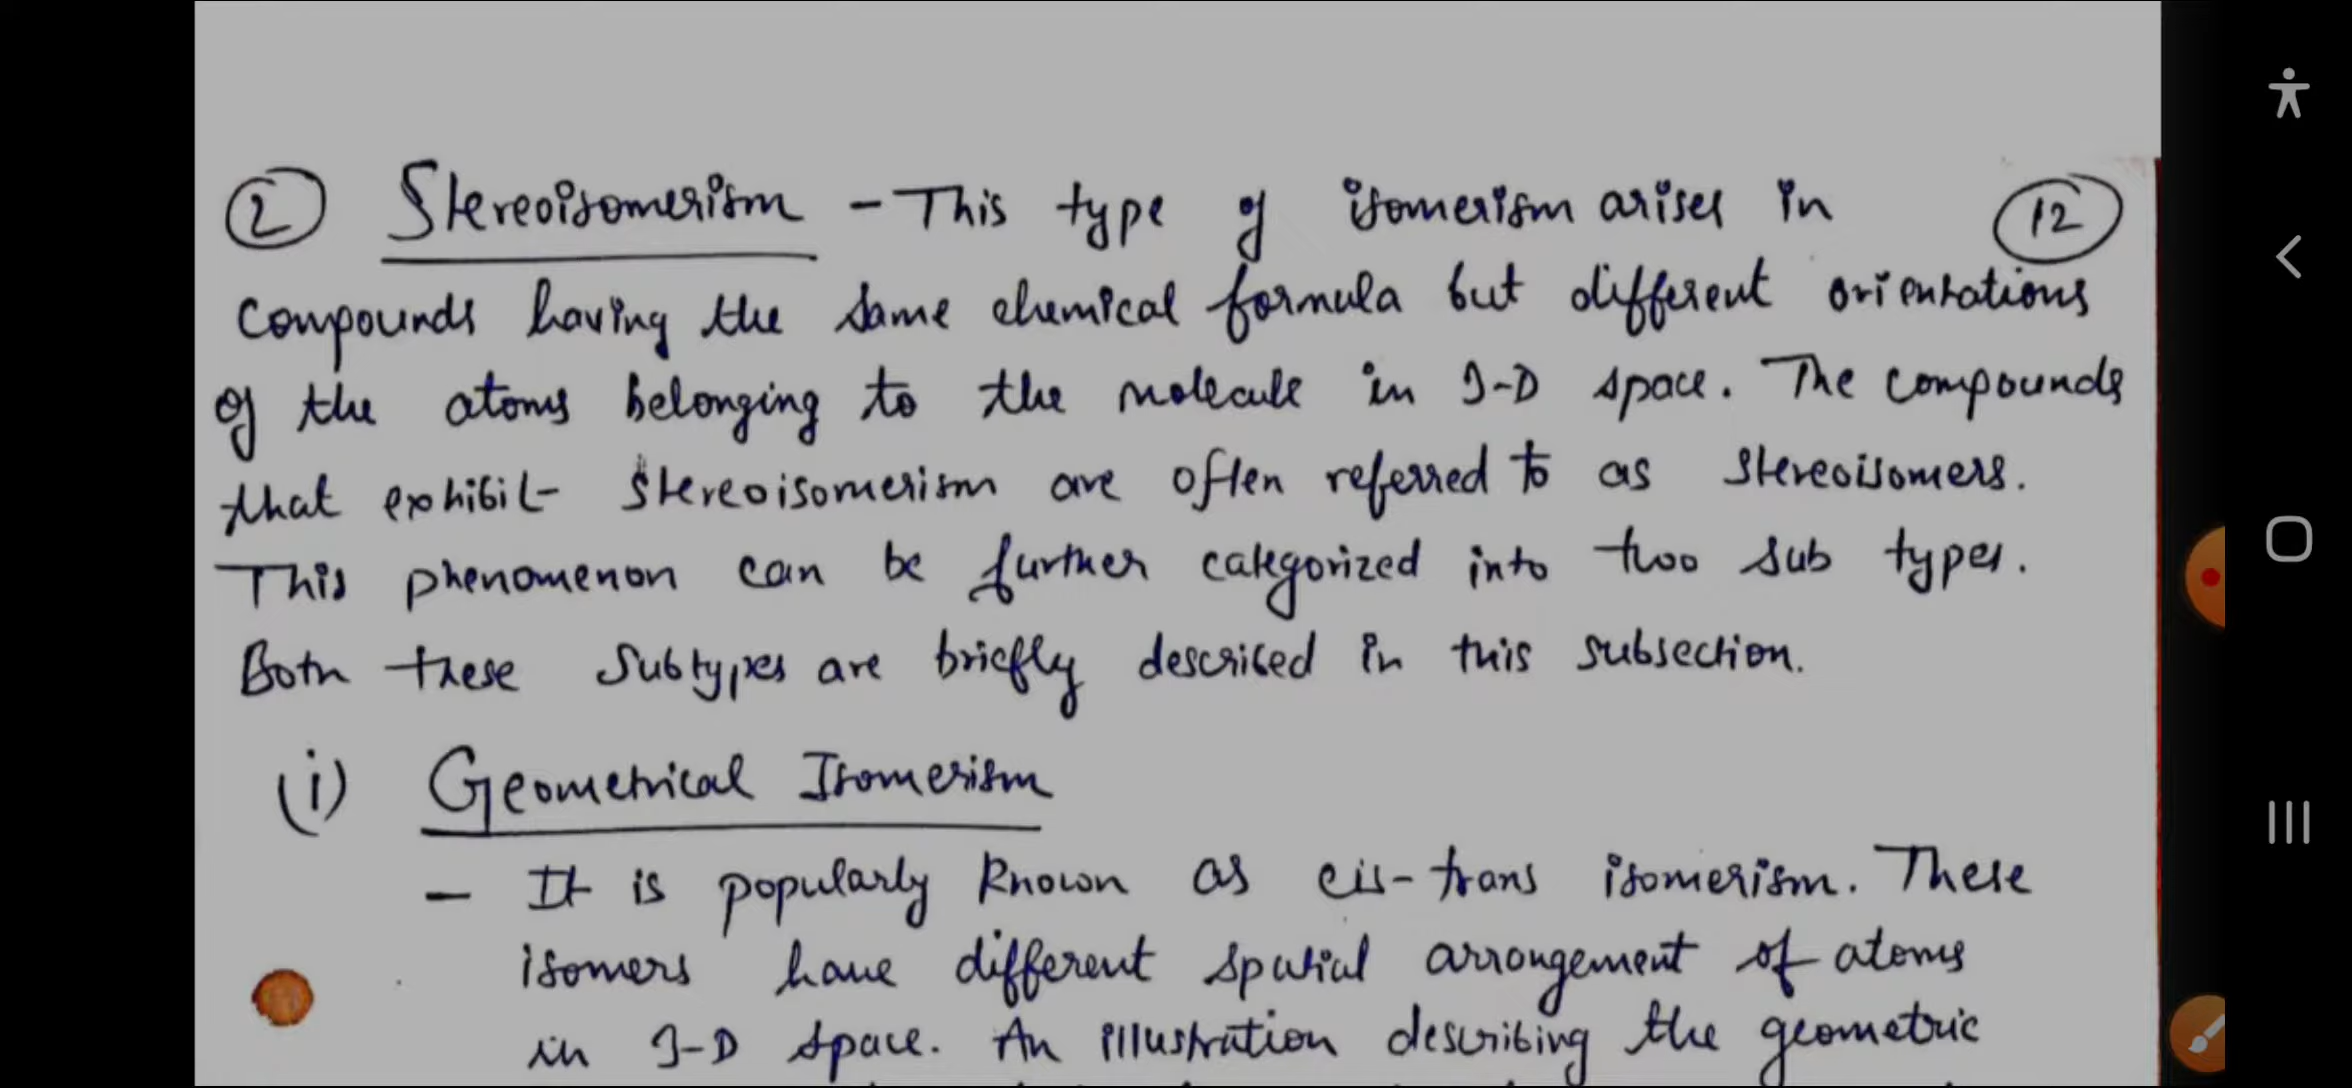 ② Stereoisomerism - This type of isomerism arises in ⑫
compounds having the same chemical formula but different orientations
of the atoms belonging to the molecule in 3-D space. The compounds
that exhibit stereoisomerism are often referred to as stereoisomers.
This phenomenon can be further categorized into two sub types.
Both these subtypes are briefly described in this subsection.
(i) Geometrical Isomerism
- It is popularly known as cis-trans isomerism. These
isomers have different spatial arrangement of atoms
in 3-D space. An illustration describing the geometric